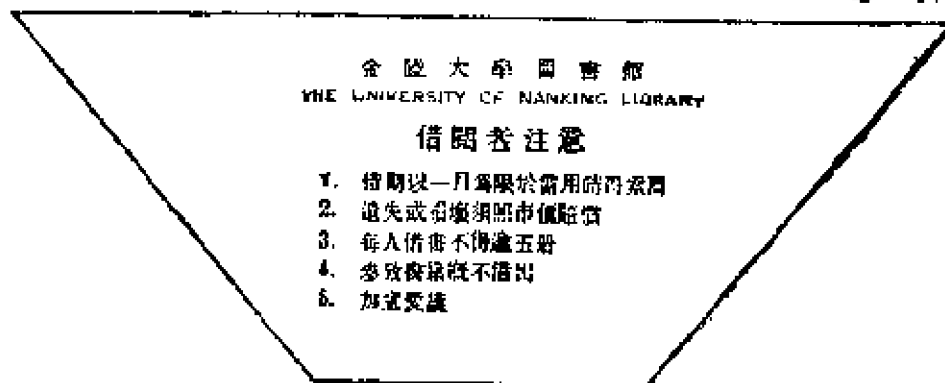 金陵大學圖書館
THE UNIVERSITY OF NANKING LIBRARY
借閱者注意
1. 借期以一月為限於需用時得索還
2. 遺失或損壞須照市價賠償
3. 每人借書不得逾五册
4. 參攷書籍概不借出
5. 加意愛護